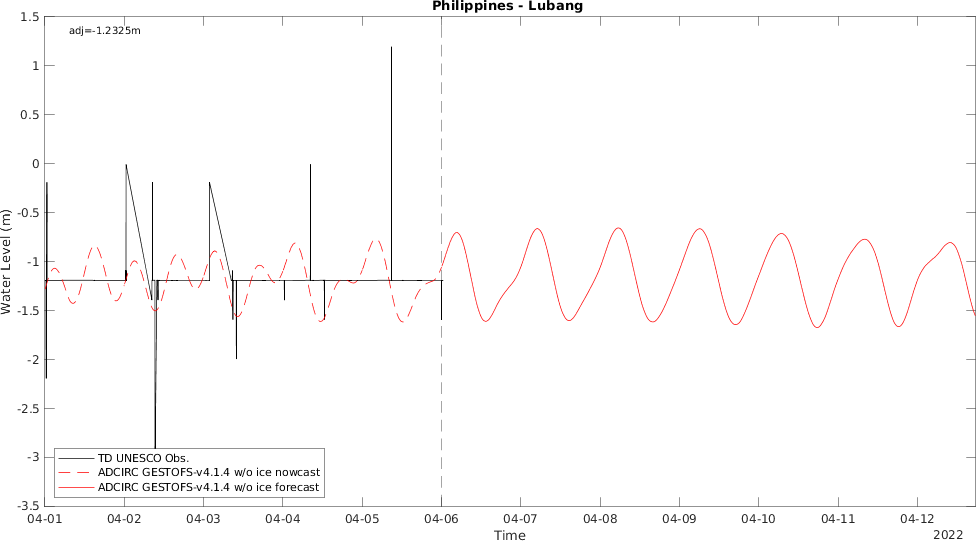 Philippines - Lubang
adj=-1.2325m
1.5
1
0.5
0
-0.5
-1
-1.5
-2
-2.5
-3
-3.5
Water Level (m)
TD UNESCO Obs.
ADCIRC GESTOFS-v4.1.4 w/o ice nowcast
ADCIRC GESTOFS-v4.1.4 w/o ice forecast
04-01 04-02 04-03 04-04 04-05 04-06 04-07 04-08 04-09 04-10 04-11 04-12
Time
2022